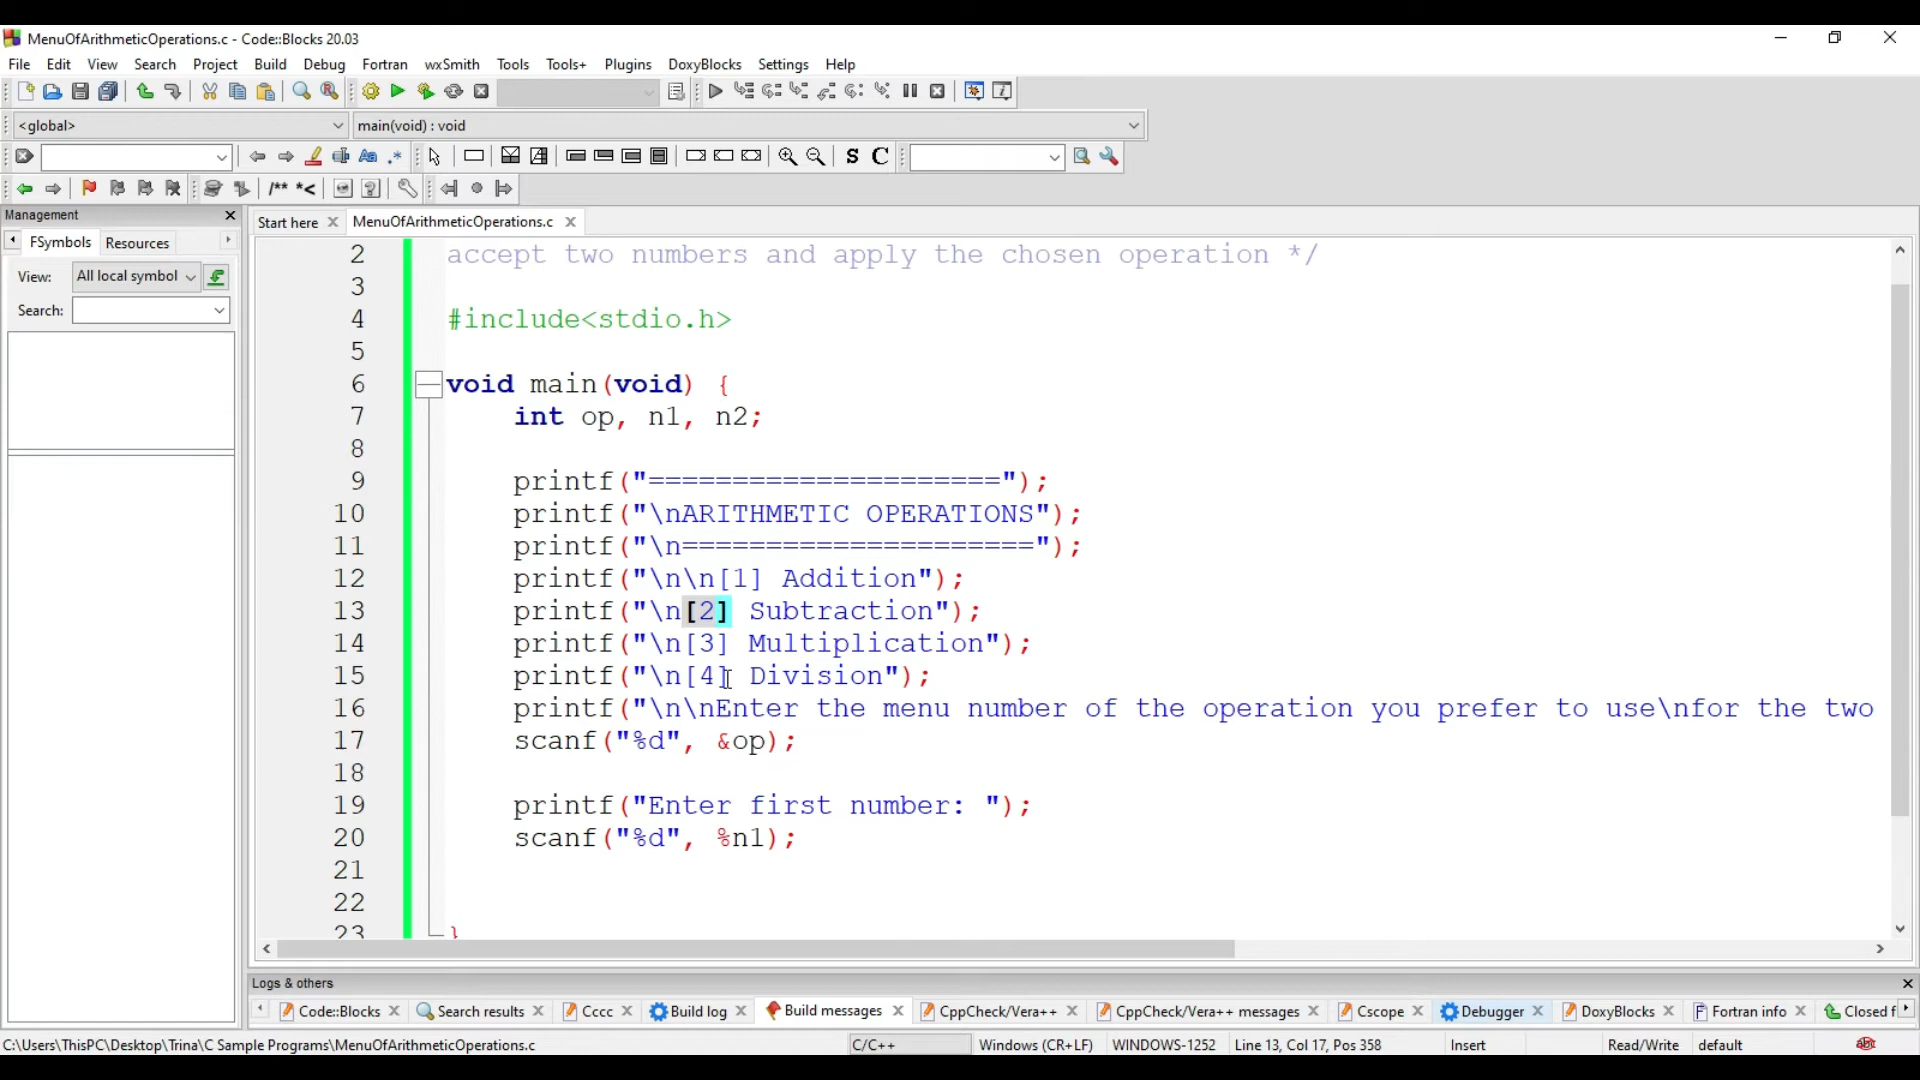 MenuOfArithmeticOperations.c - Code::Blocks 20.03
File Edit View Search Project Build Debug Fortran wxSmith Tools Tools+ Plugins DoxyBlocks Settings Help
<global> main(void) : void
Aa .* S C
/** *<
Management
Start here MenuOfArithmeticOperations.c
FSymbols Resources
View: All local symbol
Search:
2 accept two numbers and apply the chosen operation */
3
4 #include<stdio.h>
5
6 void main(void) {
7 int op, n1, n2;
8
9 printf("=====================");
10 printf("\nARITHMETIC OPERATIONS");
11 printf("\n=====================");
12 printf("\n\n[1] Addition");
13 printf("\n[2] Subtraction");
14 printf("\n[3] Multiplication");
15 printf("\n[4] Division");
16 printf("\n\nEnter the menu number of the operation you prefer to use\nfor the two
17 scanf("%d", &op);
18
19 printf("Enter first number: ");
20 scanf("%d", %n1);
21
22
23 }
Logs & others
Code::Blocks Search results Cccc Build log Build messages CppCheck/Vera++ CppCheck/Vera++ messages Cscope Debugger DoxyBlocks Fortran info Closed f
C:\Users\ThisPC\Desktop\Trina\C Sample Programs\MenuOfArithmeticOperations.c C/C++ Windows (CR+LF) WINDOWS-1252 Line 13, Col 17, Pos 358 Insert Read/Write default